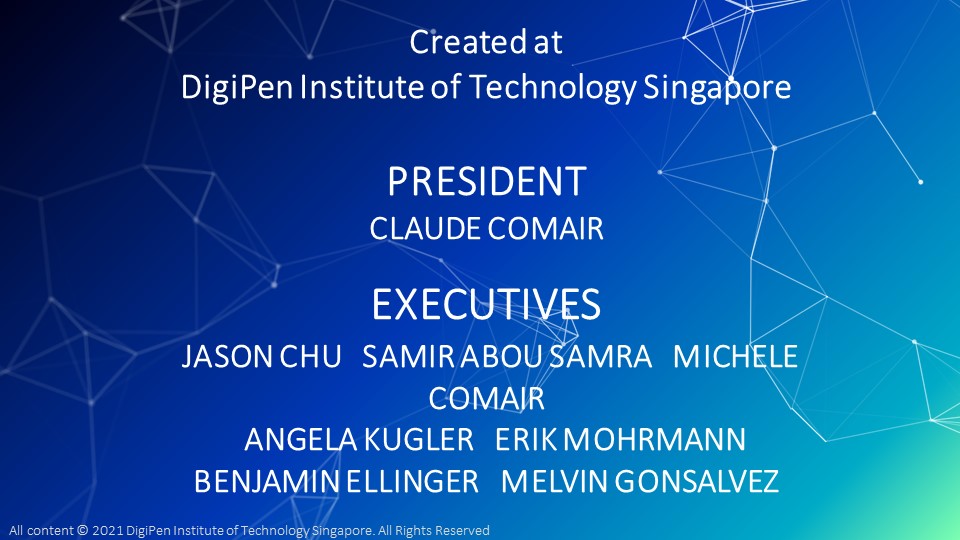 Created at
DigiPen Institute of Technology Singapore
PRESIDENT
CLAUDE COMAIR
EXECUTIVES
JASON CHU SAMIR ABOU SAMRA MICHELE
COMAIR
ANGELA KUGLER ERIK MOHRMANN
BENJAMIN ELLINGER MELVIN GONSALVEZ
All content © 2021 DigiPen Institute of Technology Singapore. All Rights Reserved